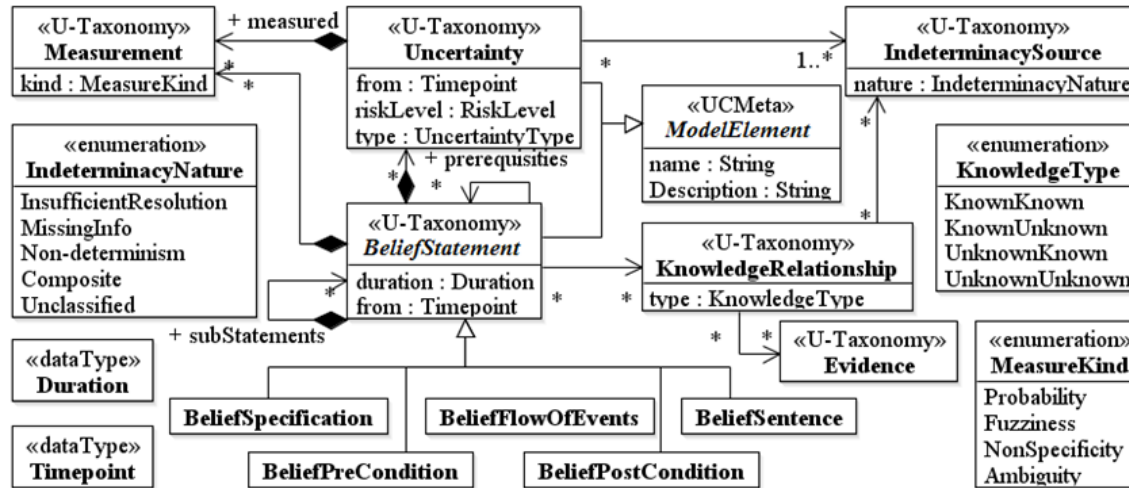 «U-Taxonomy»
Measurement
kind : MeasureKind
+ measured
*
*
«U-Taxonomy»
Uncertainty
from : Timepoint
riskLevel : RiskLevel
type : UncertaintyType
*
1..*
«U-Taxonomy»
IndeterminacySource
nature : IndeterminacyNature
*
«UCMeta»
ModelElement
name : String
Description : String
«enumeration»
IndeterminacyNature
InsufficientResolution
MissingInfo
Non-determinism
Composite
Unclassified
+ prerequisities
*
*
«U-Taxonomy»
BeliefStatement
duration : Duration
from : Timepoint
*
+ subStatements
*
*
*
«U-Taxonomy»
KnowledgeRelationship
type : KnowledgeType
*
*
«U-Taxonomy»
Evidence
«enumeration»
KnowledgeType
KnownKnown
KnownUnknown
UnknownKnown
UnknownUnknown
«enumeration»
MeasureKind
Probability
Fuzziness
NonSpecificity
Ambiguity
«dataType»
Duration
«dataType»
Timepoint
BeliefSpecification
BeliefFlowOfEvents
BeliefSentence
BeliefPreCondition
BeliefPostCondition